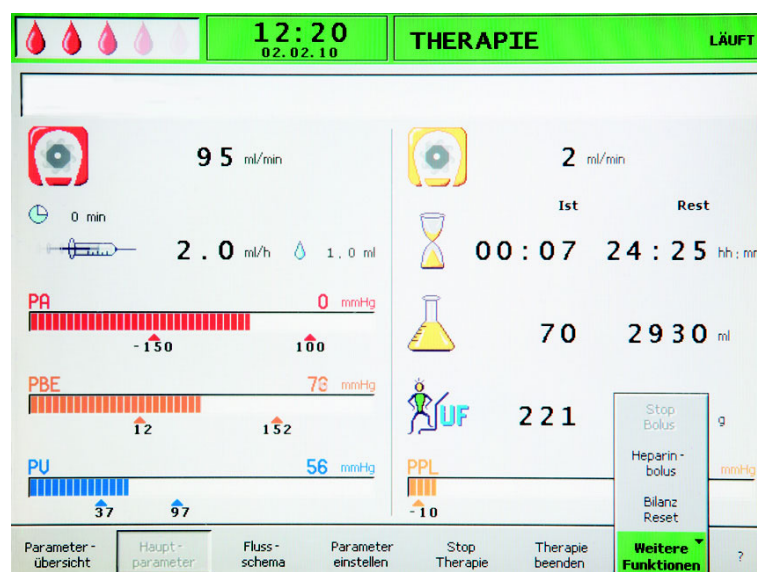 12:20
02.02.10
THERAPIE
LÄUFT
95 ml/min
2 ml/min
0 min
Ist Rest
2.0 ml/h 1.0 ml
00:07 24:25 hh:mm
PA 0 mmHg
-150 100
70 2930 ml
PBE 73 mmHg
12 152
UF 221 g
PV 56 mmHg
37 97
PPL mmHg
-10
Stop
Bolus
Heparin-
bolus
Bilanz
Reset
Weitere
Funktionen
Parameter-
übersicht
Haupt-
parameter
Fluss-
schema
Parameter
einstellen
Stop
Therapie
Therapie
beenden
?